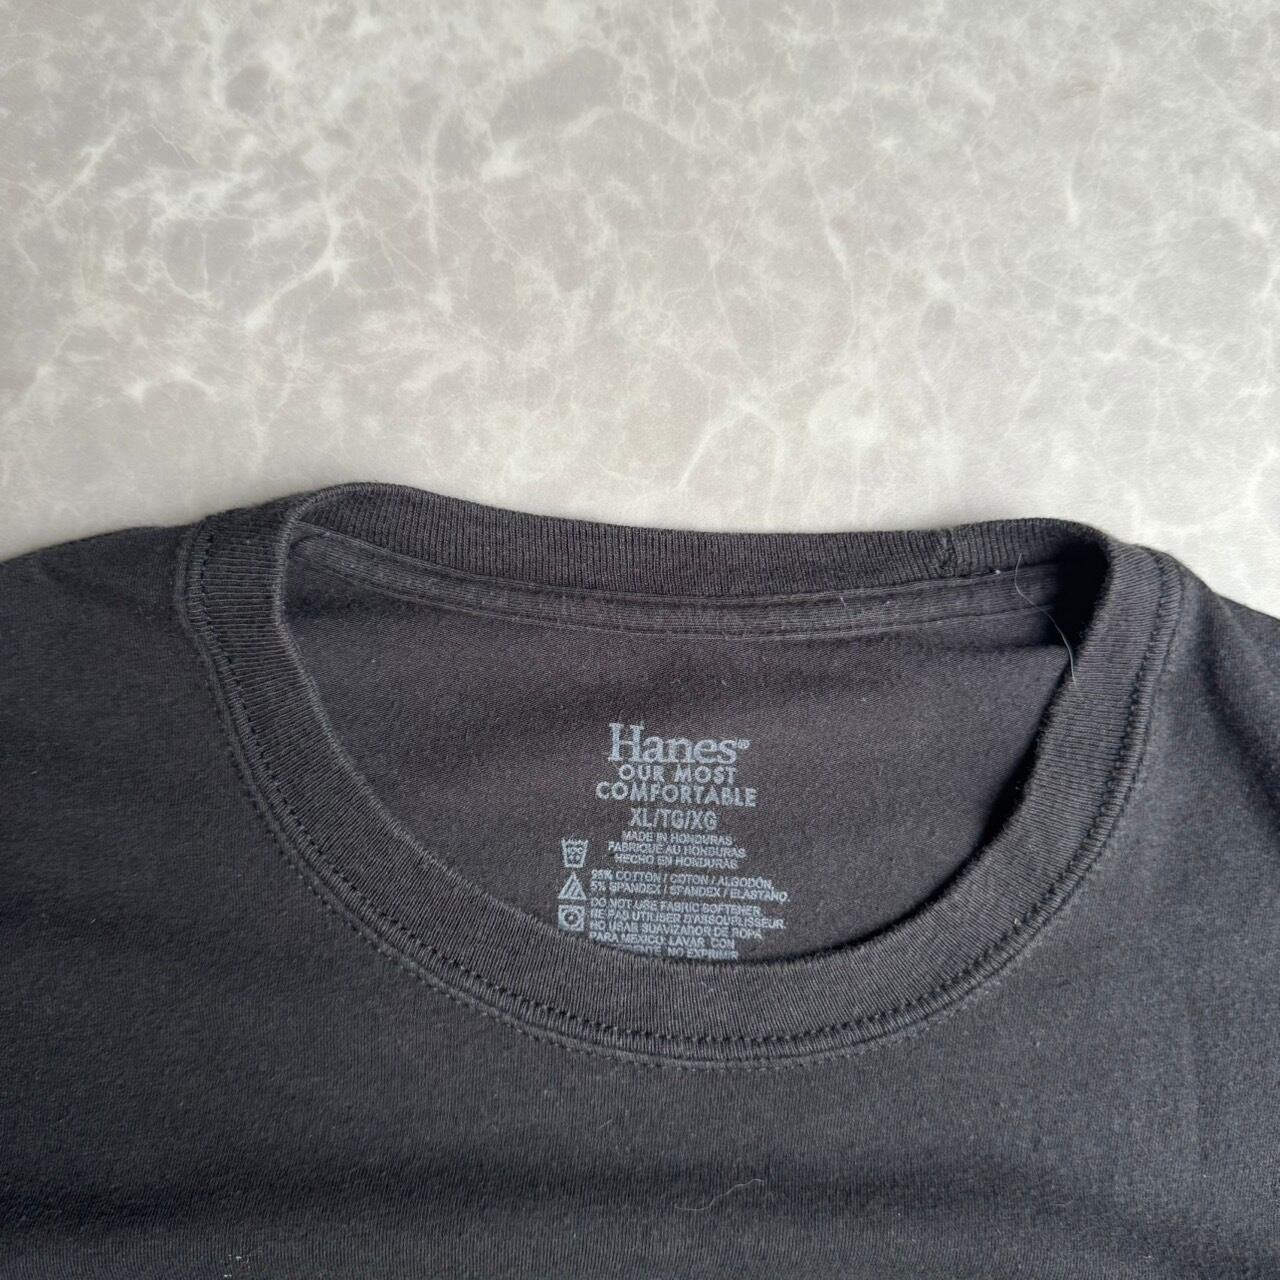 Hanes®
OUR MOST
COMFORTABLE
XL/TG/XG
MADE IN HONDURAS
FABRIQUÉ AU HONDURAS
HECHO EN HONDURAS
95% COTTON / COTON / ALGODÓN,
5% SPANDEX / SPANDEX / ELASTANO.
DO NOT USE FABRIC SOFTENER.
NE PAS UTILISER D'ASSOUPLISSEUR.
NO USAR SUAVIZADOR DE ROPA.
PARA MEXICO: LAVAR CON
NO EXPRIMIR